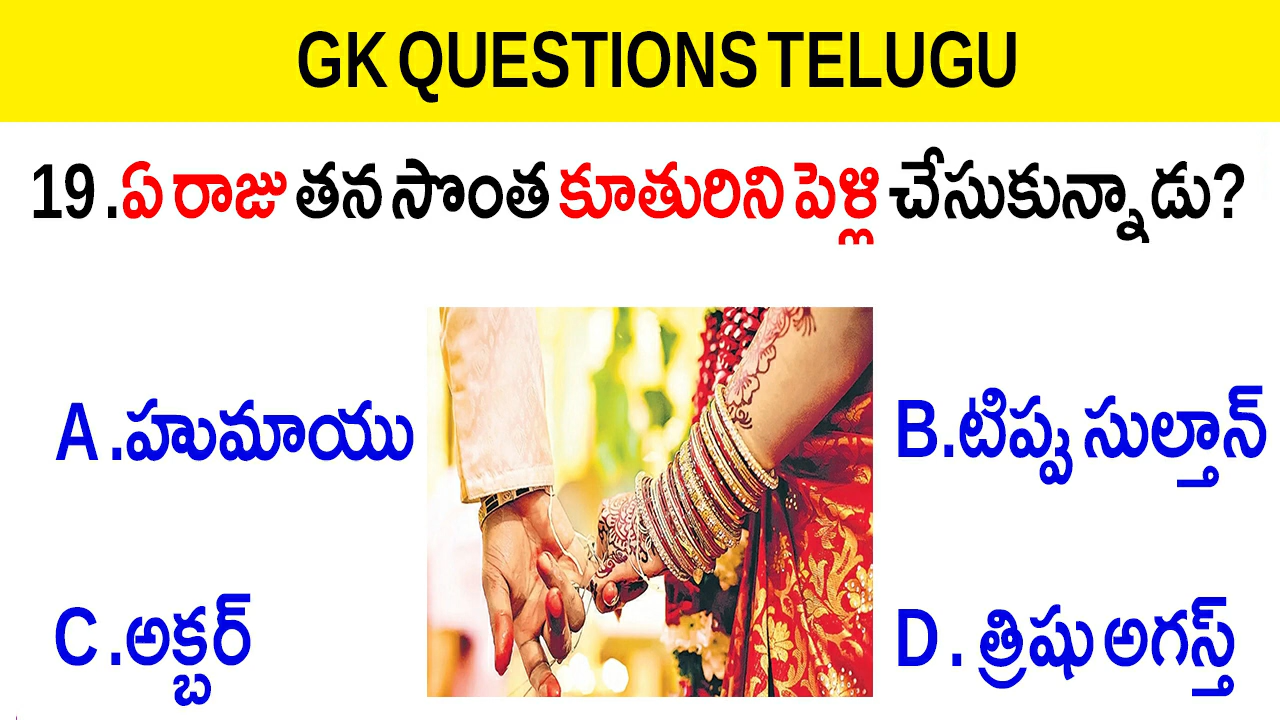 GK QUESTIONS TELUGU
19 .ఏ రాజు తన సొంత కూతురిని పెళ్లి చేసుకున్నాడు?
A .హుమాయు
B.టిప్పు సుల్తాన్
C .అక్బర్
D . త్రిషు అగస్త్